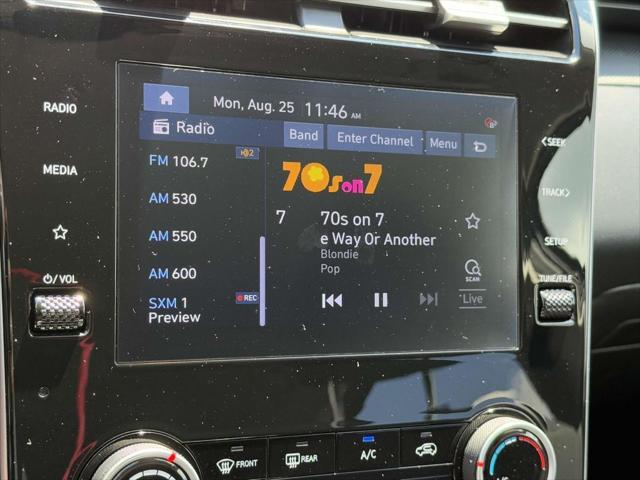 Mon, Aug. 25 11:46 AM
RADIO
Radio
Band
Enter Channel
Menu
<SEEK
FM 106.7
2
70s on 7
MEDIA
AM 530
TRACK>
7
70s on 7
AM 550
e Way Or Another
SETUP
Blondie
Pop
AM 600
SCAN
⏻/VOL
TUNE/FILE
SXM 1
REC
Live
Preview
FRONT
REAR
A/C